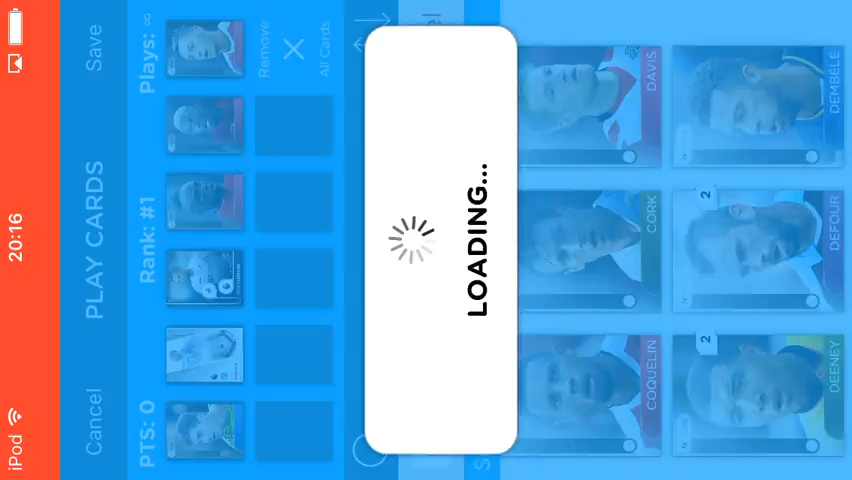 iPod 20:16
Cancel PLAY CARDS Save
PTS: 0 Rank: #1 Plays: ∞
Remove
All Cards
LOADING...
COQUELIN CORK DAVIS
2 2
DEENEY DEFOUR DEMBELE